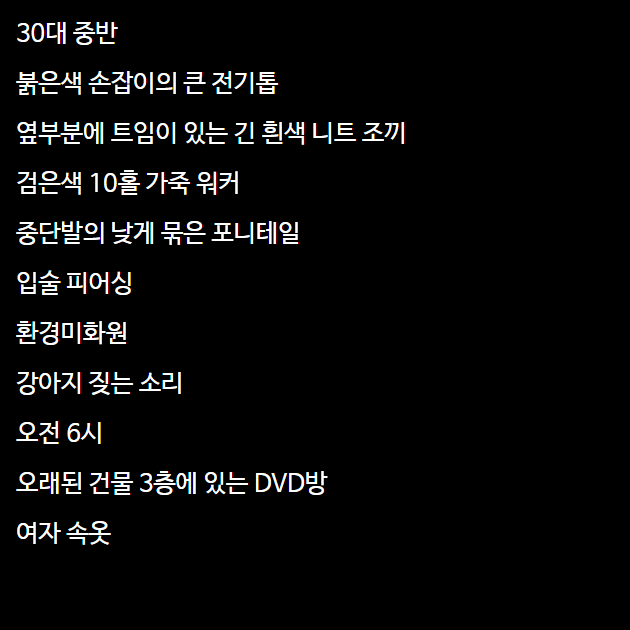 30대 중반
붉은색 손잡이의 큰 전기톱
옆부분에 트임이 있는 긴 흰색 니트 조끼
검은색 10홀 가죽 워커
중단발의 낮게 묶은 포니테일
입술 피어싱
환경미화원
강아지 짖는 소리
오전 6시
오래된 건물 3층에 있는 DVD방
여자 속옷